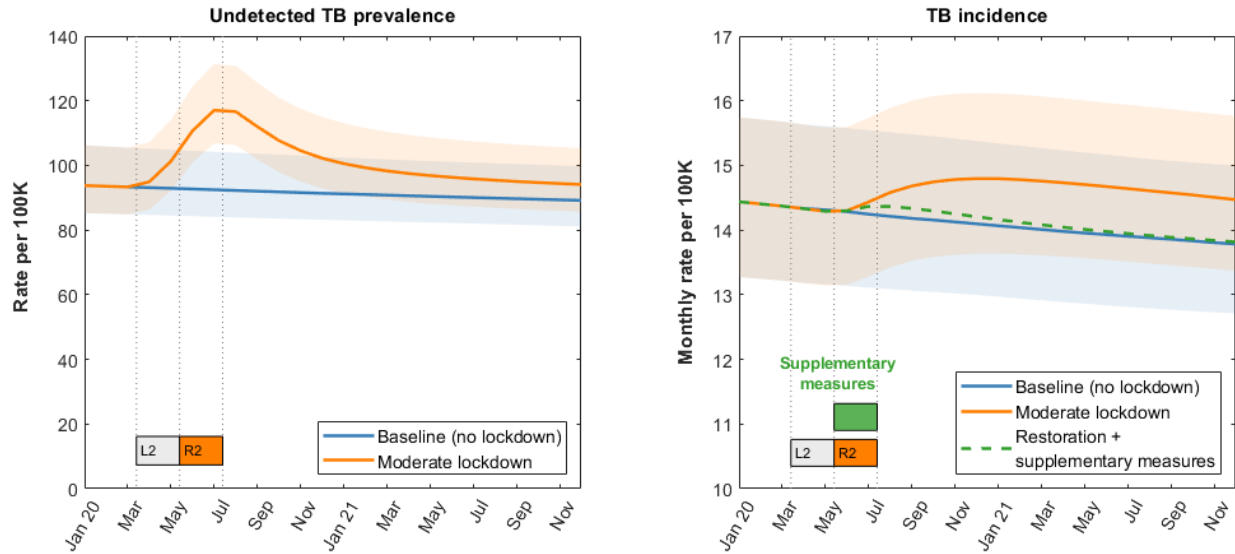 Undetected TB prevalence
Rate per 100K
140
120
100
80
60
40
20
0
L2
R2
Baseline (no lockdown)
Moderate lockdown
Jan 20
Mar
May
Jul
Sep
Nov
Jan 21
Mar
May
Jul
Sep
Nov
TB incidence
Monthly rate per 100K
17
16
15
14
13
12
11
10
Supplementary
measures
L2
R2
Baseline (no lockdown)
Moderate lockdown
Restoration +
supplementary measures
Jan 20
Mar
May
Jul
Sep
Nov
Jan 21
Mar
May
Jul
Sep
Nov